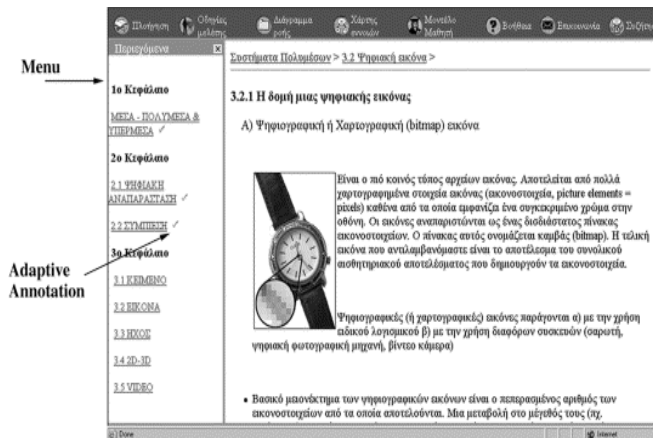 Πλοήγηση
Οδηγίες μελέτης
Διάγραμμα ροής
Χάρτης εννοιών
Μοντέλο Μαθητή
Βοήθεια
Επικοινωνία
Συζήτηση
Περιεχόμενα
Menu
1ο Κεφάλαιο
ΜΕΣΑ - ΠΟΛΥΜΕΣΑ &
ΥΠΕΡΜΕΣΑ
2ο Κεφάλαιο
2.1 ΨΗΦΙΑΚΗ
ΑΝΑΠΑΡΑΣΤΑΣΗ
2.2 ΣΥΜΠΙΕΣΗ
3ο Κεφάλαιο
Adaptive
Annotation
3.1 ΚΕΙΜΕΝΟ
3.2 ΕΙΚΟΝΑ
3.3 ΗΧΟΣ
3.4 2D-3D
3.5 VIDEO
Συστήματα Πολυμέσων > 3.2 Ψηφιακή εικόνα >
3.2.1 Η δομή μιας ψηφιακής εικόνας
Α) Ψηφιογραφική ή Χαρτογραφική (bitmap) εικόνα
Είναι ο πιό κοινός τύπος αρχείων εικόνας. Αποτελείται από πολλά
χαρτογραφημένα στοιχεία εικόνας (εικονοστοιχεία, picture elements =
pixels) καθένα από τα οποία εμφανίζει ένα συγκεκριμένο χρώμα στην
οθόνη. Οι εικόνες αναπαριστώνται ως ένας δισδιάστατος πίνακας
εικονοστοιχείων. Ο πίνακας αυτός ονομάζεται καμβάς (bitmap). Η τελική
εικόνα που αντιλαμβανόμαστε είναι το αποτέλεσμα του συνολικού
αισθητηριακού αποτελέσματος που δημιουργούν τα εικονοστοιχεία.
Ψηφιογραφικές (ή χαρτογραφικές) εικόνες παράγονται α) με την χρήση
ειδικού λογισμικού β) με την χρήση διαφόρων συσκευών (σαρωτή,
ψηφιακή φωτογραφική μηχανή, βίντεο κάμερα)
• Βασικό μειονέκτημα των ψηφιογραφικών εικόνων είναι ο πεπερασμένος αριθμός των
εικονοστοιχείων από τα οποία αποτελούνται. Μια μεταβολή στο μέγεθός τους (πχ.
Done
Internet